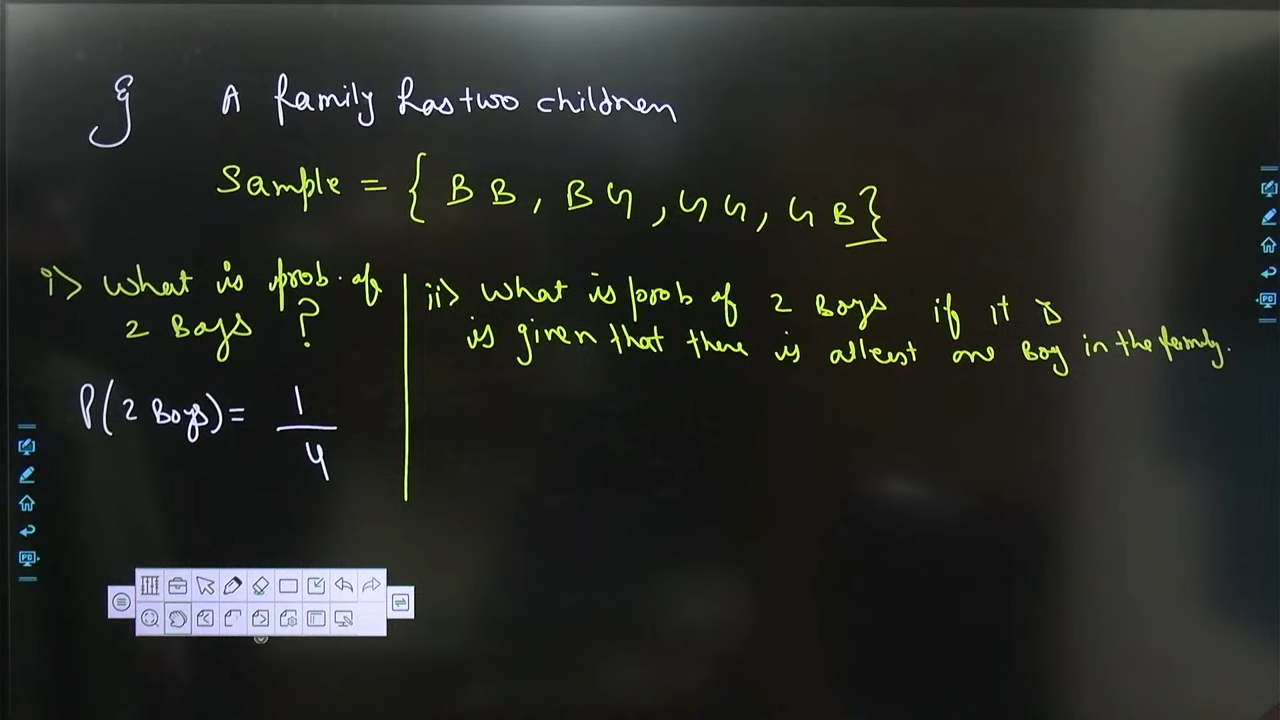 Eg A family has two children
Sample = { BB, BG, GG, GB}
i> What is prob. of
2 Boys ?
P(2 Boys) = 1/4
ii> What is prob of 2 Boys if it is
is given that there is atleast one Boy in the family.
PC
PC